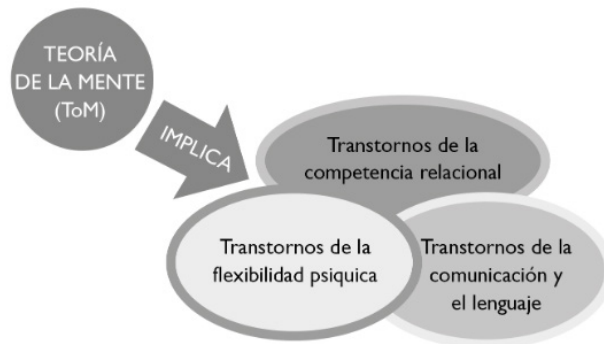 TEORÍA
DE LA MENTE
(ToM)
IMPLICA
Transtornos de la
competencia relacional
Transtornos de la
flexibilidad psiquica
Transtornos de la
comunicación y
el lenguaje